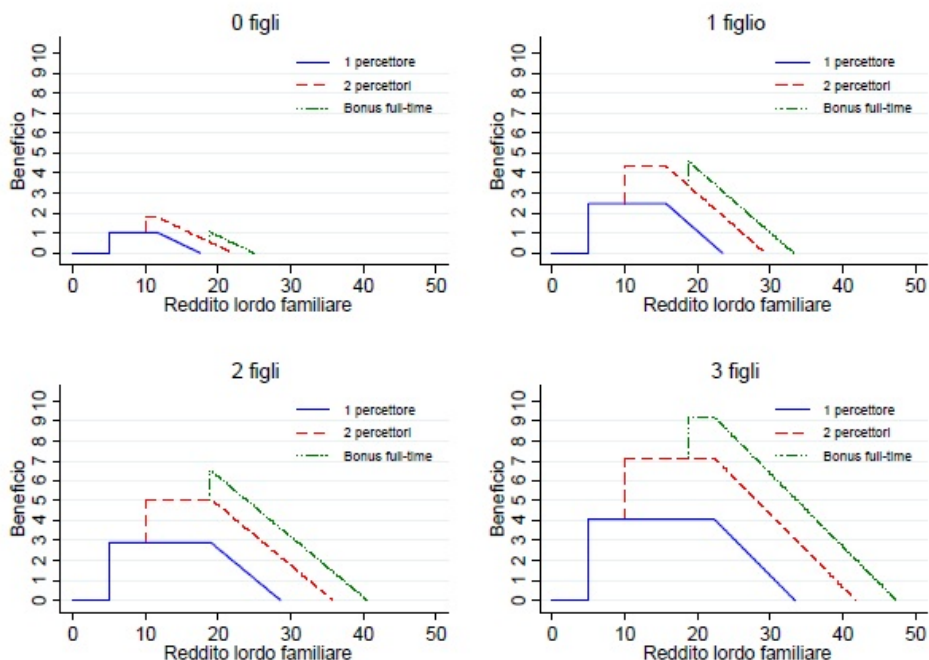 0 figli
Beneficio
0 1 2 3 4 5 6 7 8 9 10
1 percettore
2 percettori
Bonus full-time
0 10 20 30 40 50
Reddito lordo familiare
1 figlio
Beneficio
0 1 2 3 4 5 6 7 8 9 10
1 percettore
2 percettori
Bonus full-time
0 10 20 30 40 50
Reddito lordo familiare
2 figli
Beneficio
0 1 2 3 4 5 6 7 8 9 10
1 percettore
2 percettori
Bonus full-time
0 10 20 30 40 50
Reddito lordo familiare
3 figli
Beneficio
0 1 2 3 4 5 6 7 8 9 10
1 percettore
2 percettori
Bonus full-time
0 10 20 30 40 50
Reddito lordo familiare